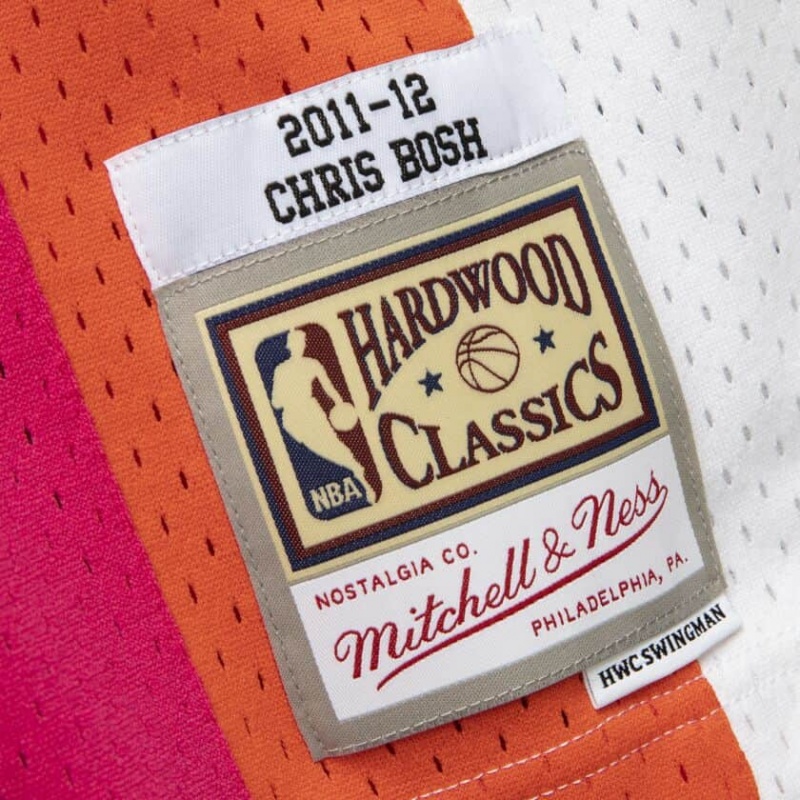 2011-12
CHRIS BOSH
HARDWOOD
CLASSICS
NBA
NOSTALGIA CO.
Mitchell & Ness
PHILADELPHIA, PA.
HWC SWINGMAN